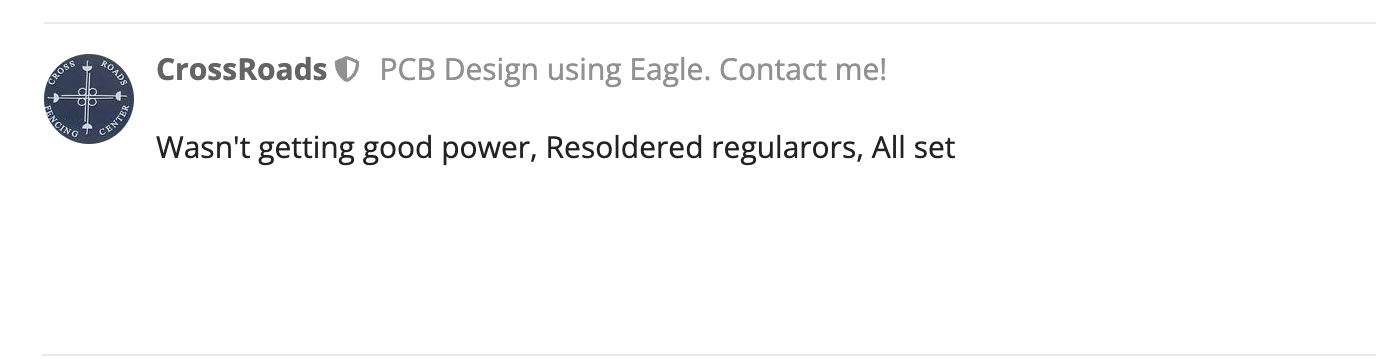 CROSS ROADS
FENCING CENTER
CrossRoads PCB Design using Eagle. Contact me!
Wasn't getting good power, Resoldered regularors, All set